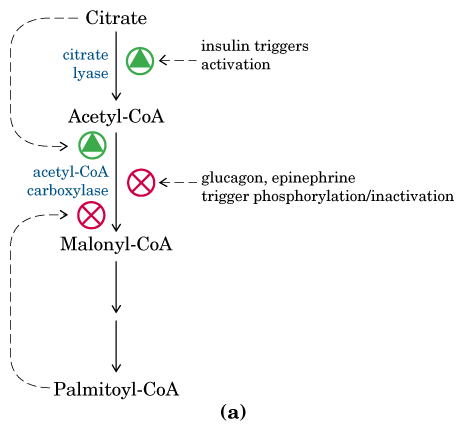 Citrate
citrate
lyase
insulin triggers
activation
Acetyl-CoA
acetyl-CoA
carboxylase
glucagon, epinephrine
trigger phosphorylation/inactivation
Malonyl-CoA
Palmitoyl-CoA
(a)